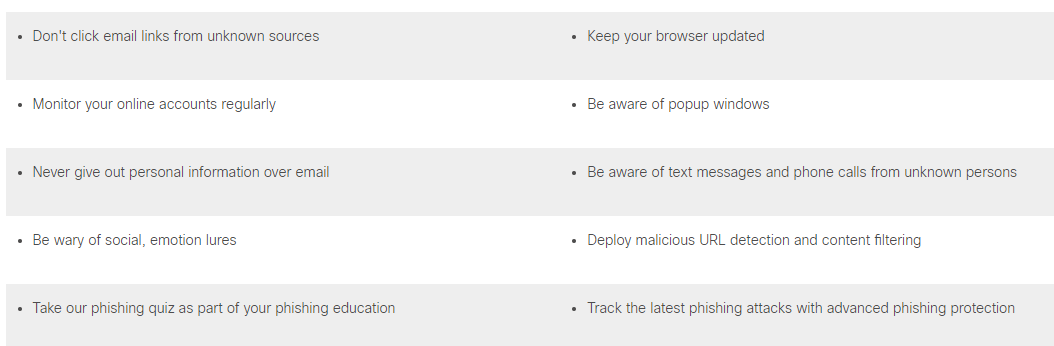 • Don't click email links from unknown sources
• Keep your browser updated
• Monitor your online accounts regularly
• Be aware of popup windows
• Never give out personal information over email
• Be aware of text messages and phone calls from unknown persons
• Be wary of social, emotion lures
• Deploy malicious URL detection and content filtering
• Take our phishing quiz as part of your phishing education
• Track the latest phishing attacks with advanced phishing protection